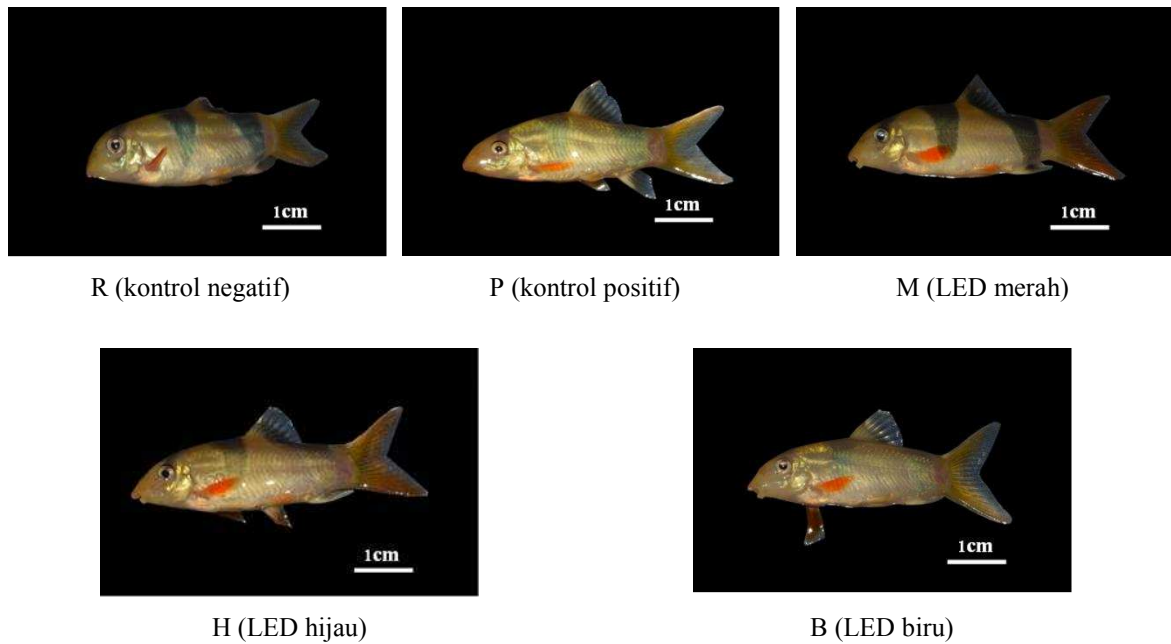 1cm
1cm
1cm
R (kontrol negatif)
P (kontrol positif)
M (LED merah)
1cm
1cm
H (LED hijau)
B (LED biru)